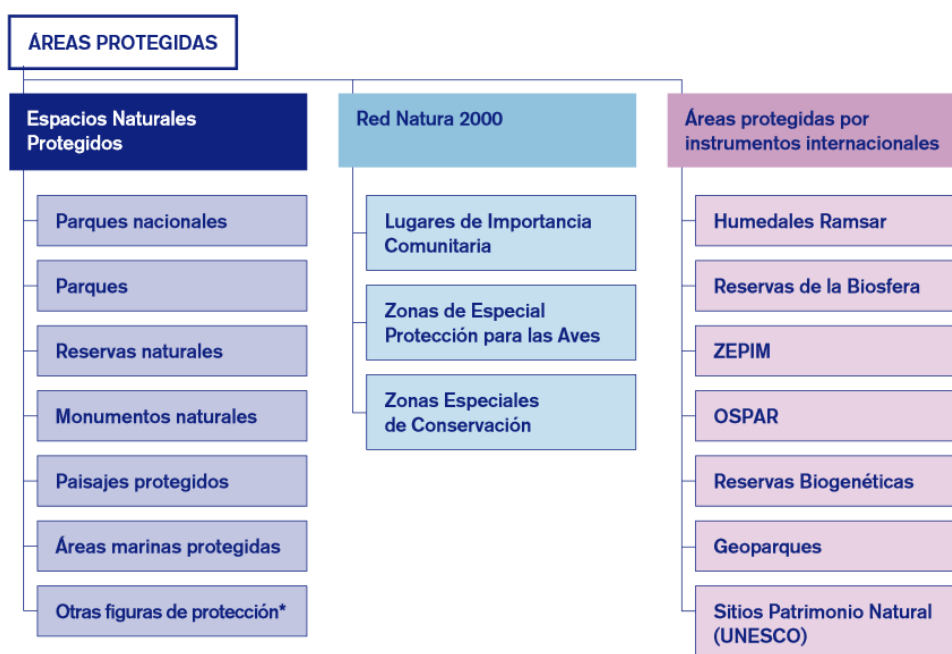 ÁREAS PROTEGIDAS
Espacios Naturales
Protegidos
Parques nacionales
Parques
Reservas naturales
Monumentos naturales
Paisajes protegidos
Áreas marinas protegidas
Otras figuras de protección*
Red Natura 2000
Lugares de Importancia
Comunitaria
Zonas de Especial
Protección para las Aves
Zonas Especiales
de Conservación
Áreas protegidas por
instrumentos internacionales
Humedales Ramsar
Reservas de la Biosfera
ZEPIM
OSPAR
Reservas Biogenéticas
Geoparques
Sitios Patrimonio Natural
(UNESCO)